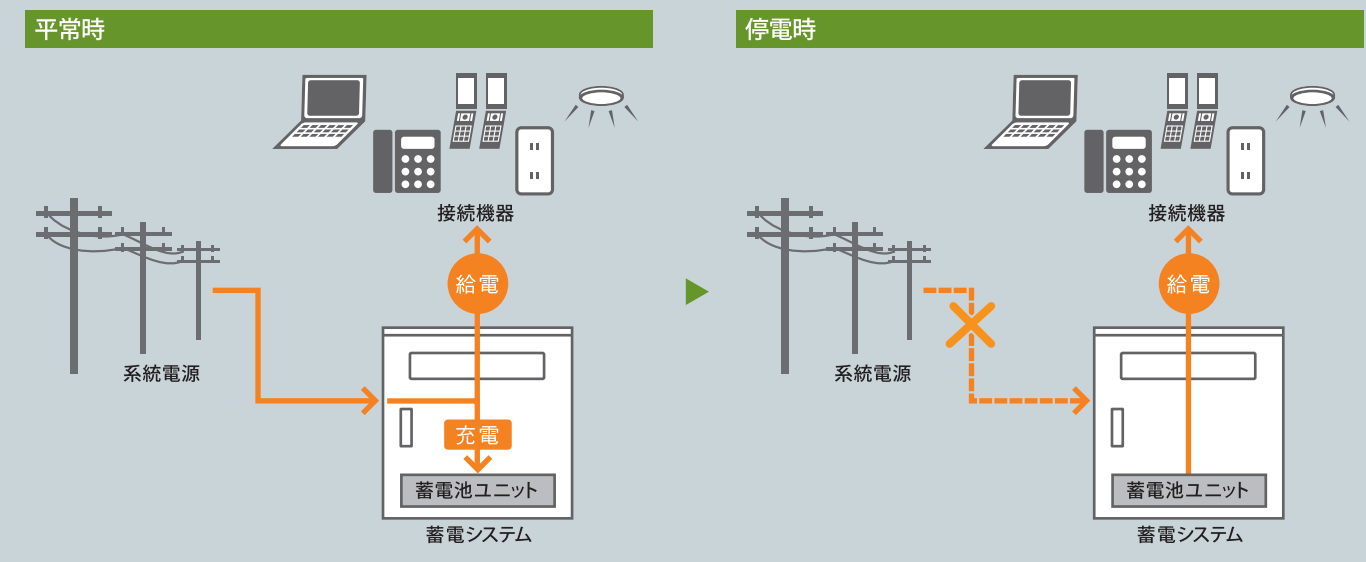 平常時
接続機器
給電
系統電源
充電
蓄電池ユニット
蓄電システム
停電時
接続機器
給電
系統電源
蓄電池ユニット
蓄電システム